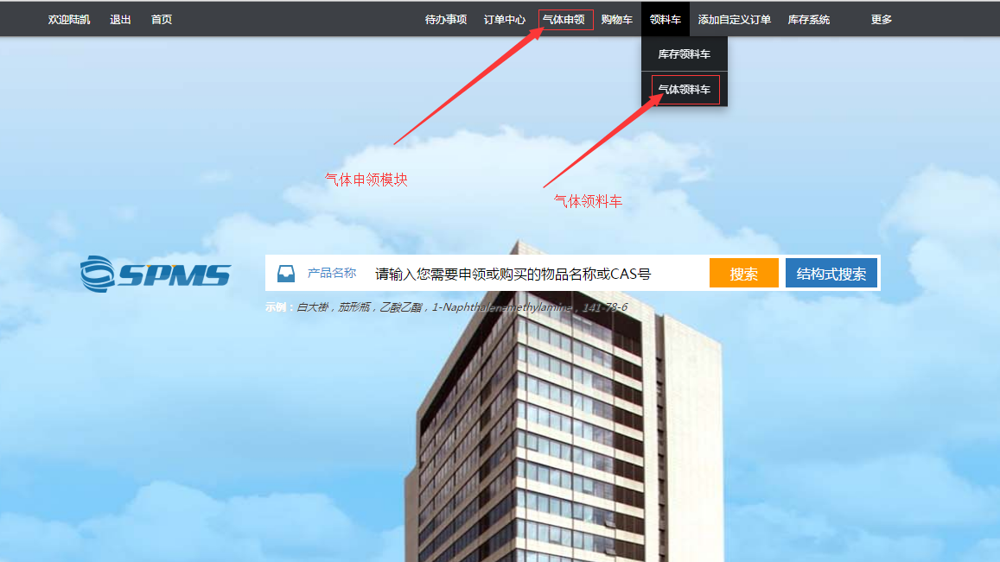 欢迎陆凯 退出 首页 待办事项 订单中心 气体申领 购物车 领料车 添加自定义订单 库存系统 更多
库存领料车
气体领料车
气体申领模块
气体领料车
SPMS 产品名称 请输入您需要申领或购买的物品名称或CAS号 搜索 结构式搜索
示例：白大褂，茄形瓶，乙酸乙酯，1-Naphthalenemethylamine，141-78-6